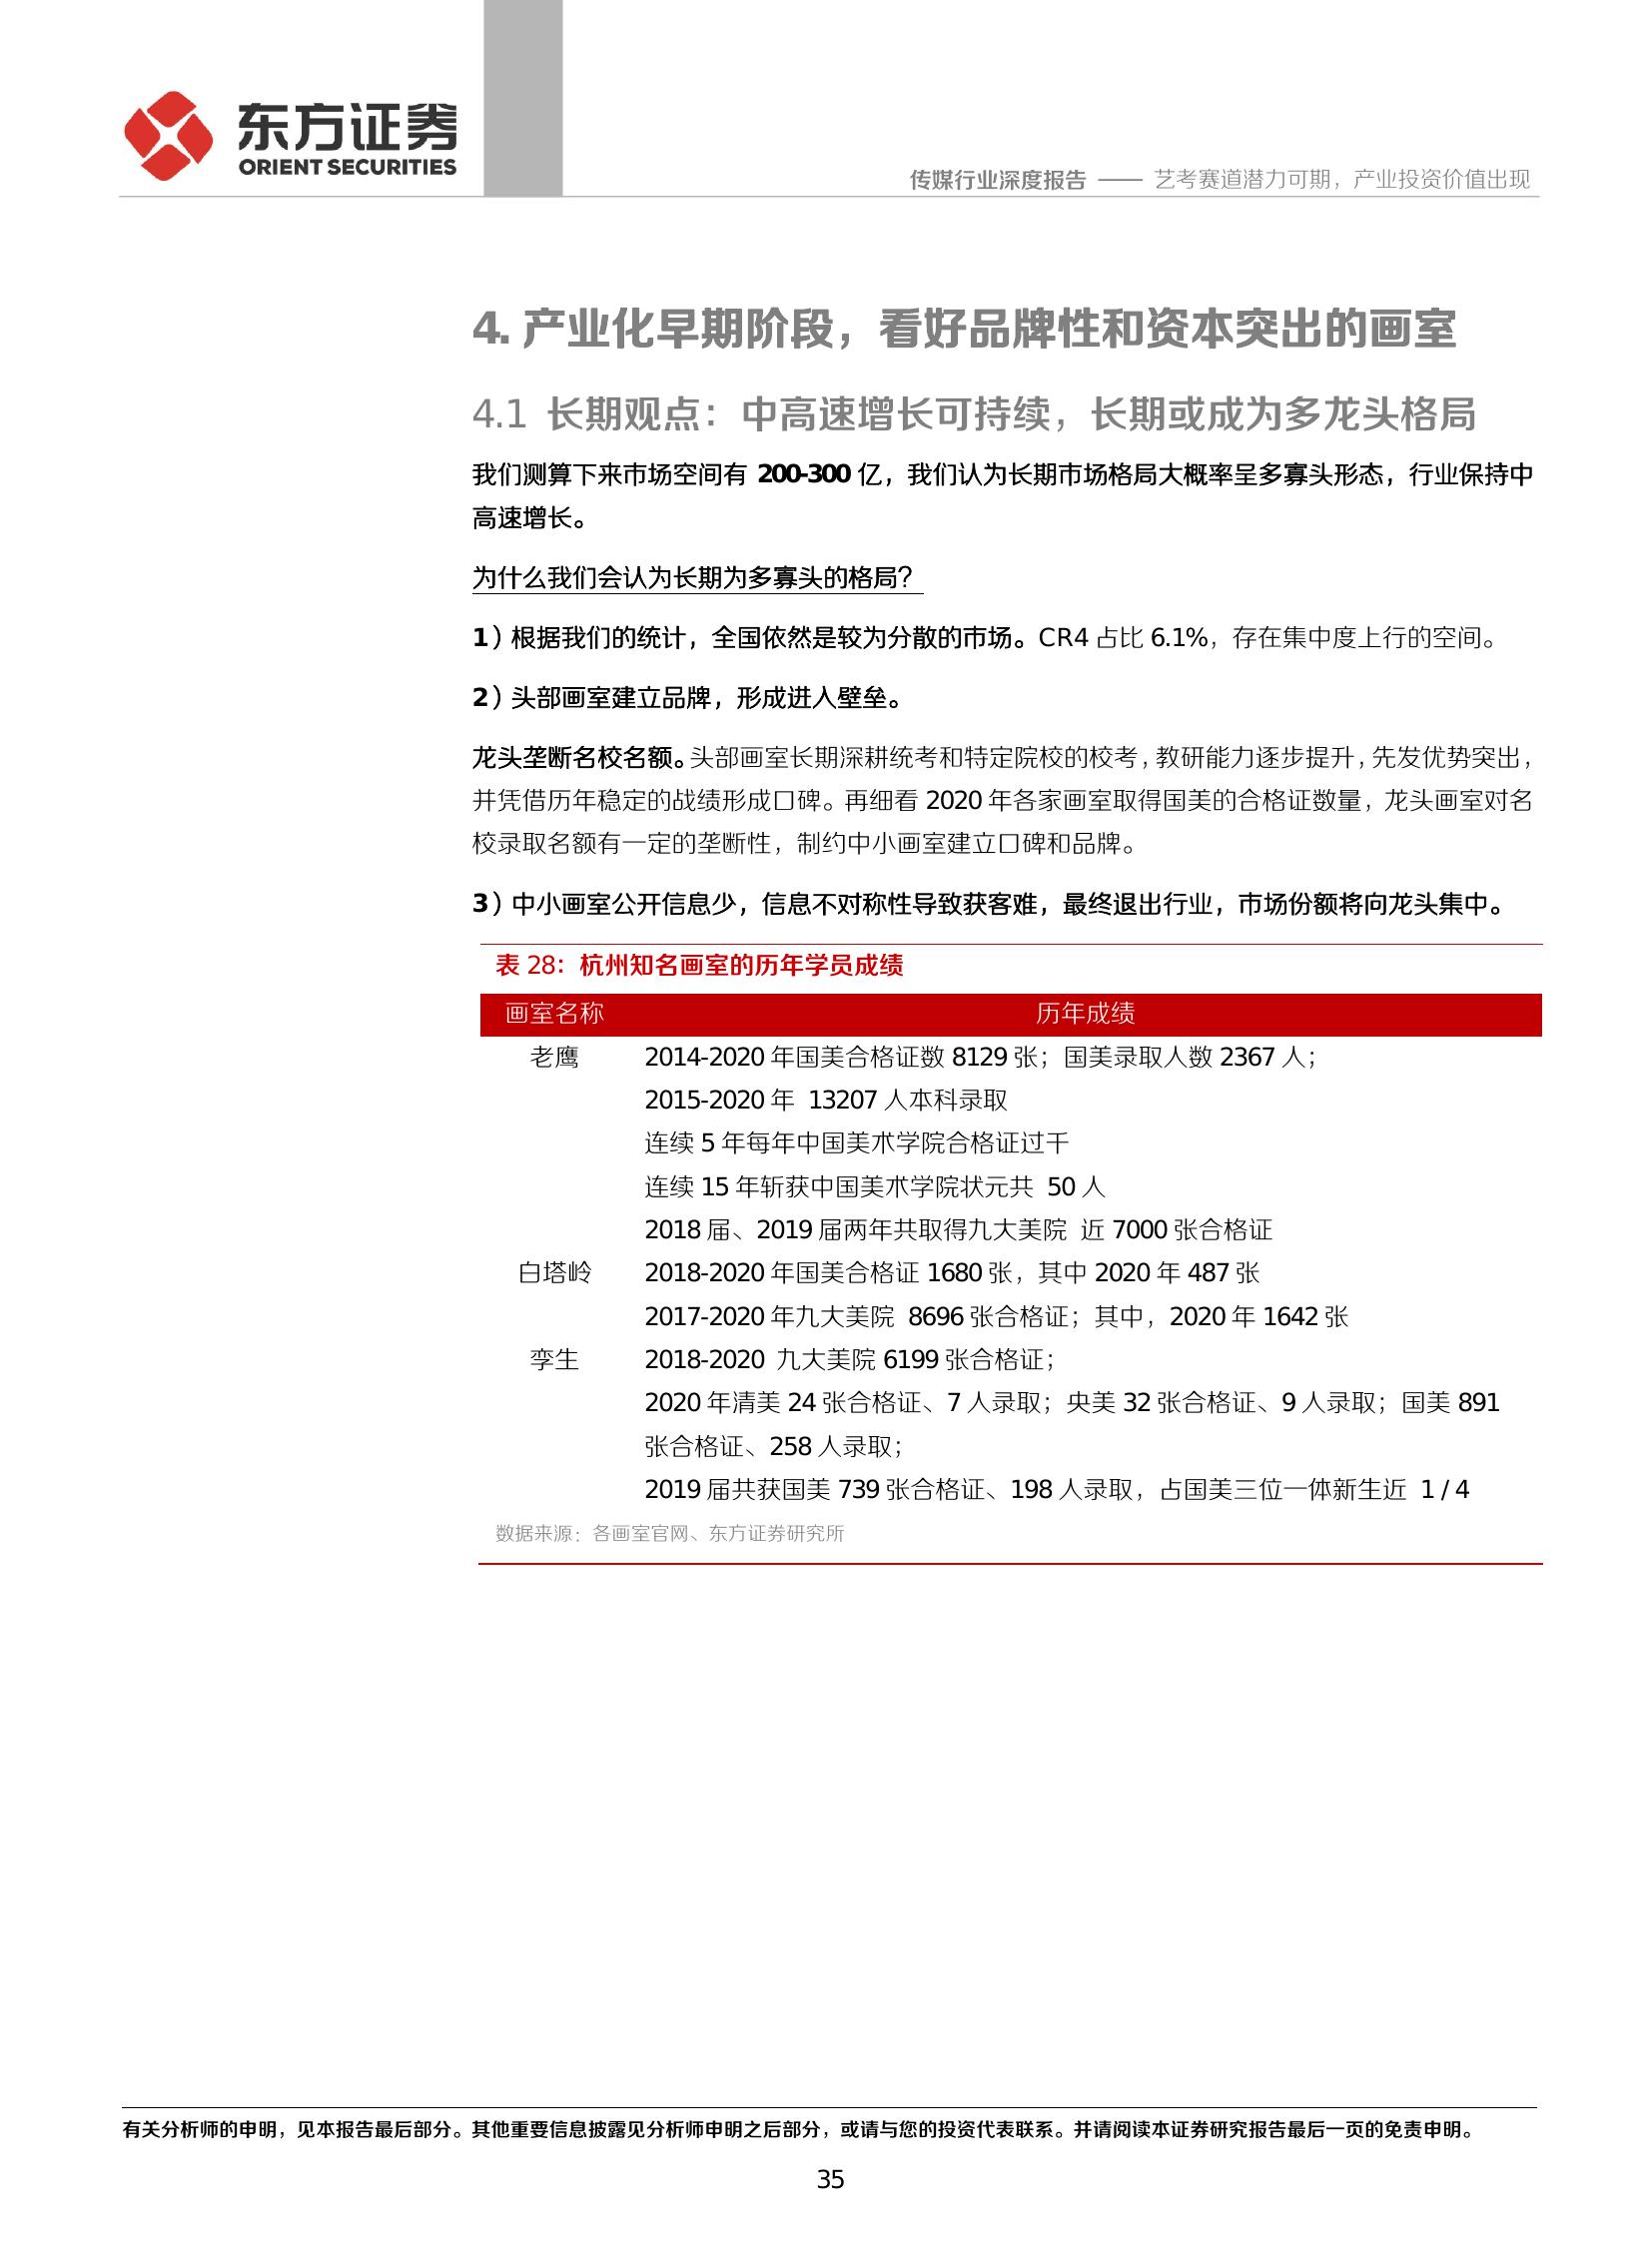 东方证券
ORIENT SECURITIES
传媒行业深度报告 —— 艺考赛道潜力可期，产业投资价值出现
4. 产业化早期阶段，看好品牌性和资本突出的画室
4.1 长期观点：中高速增长可持续，长期或成为多龙头格局
我们测算下来市场空间有 200-300 亿，我们认为长期市场格局大概率呈多寡头形态，行业保持中
高速增长。
为什么我们会认为长期为多寡头的格局？
1）根据我们的统计，全国依然是较为分散的市场。CR4 占比 6.1%，存在集中度上行的空间。
2）头部画室建立品牌，形成进入壁垒。
龙头垄断名校名额。头部画室长期深耕统考和特定院校的校考，教研能力逐步提升，先发优势突出，
并凭借历年稳定的战绩形成口碑。再细看 2020 年各家画室取得国美的合格证数量，龙头画室对名
校录取名额有一定的垄断性，制约中小画室建立口碑和品牌。
3）中小画室公开信息少，信息不对称性导致获客难，最终退出行业，市场份额将向龙头集中。
表 28：杭州知名画室的历年学员成绩
画室名称 历年成绩
老鹰 2014-2020 年国美合格证数 8129 张；国美录取人数 2367 人；
2015-2020 年 13207 人本科录取
连续 5 年每年中国美术学院合格证过千
连续 15 年斩获中国美术学院状元共 50 人
2018 届、2019 届两年共取得九大美院 近 7000 张合格证
白塔岭 2018-2020 年国美合格证 1680 张，其中 2020 年 487 张
2017-2020 年九大美院 8696 张合格证；其中，2020 年 1642 张
孪生 2018-2020 九大美院 6199 张合格证；
2020 年清美 24 张合格证、7 人录取；央美 32 张合格证、9 人录取；国美 891
张合格证、258 人录取；
2019 届共获国美 739 张合格证、198 人录取，占国美三位一体新生近 1 / 4
数据来源：各画室官网、东方证券研究所
有关分析师的申明，见本报告最后部分。其他重要信息披露见分析师申明之后部分，或请与您的投资代表联系。并请阅读本证券研究报告最后一页的免责申明。
35